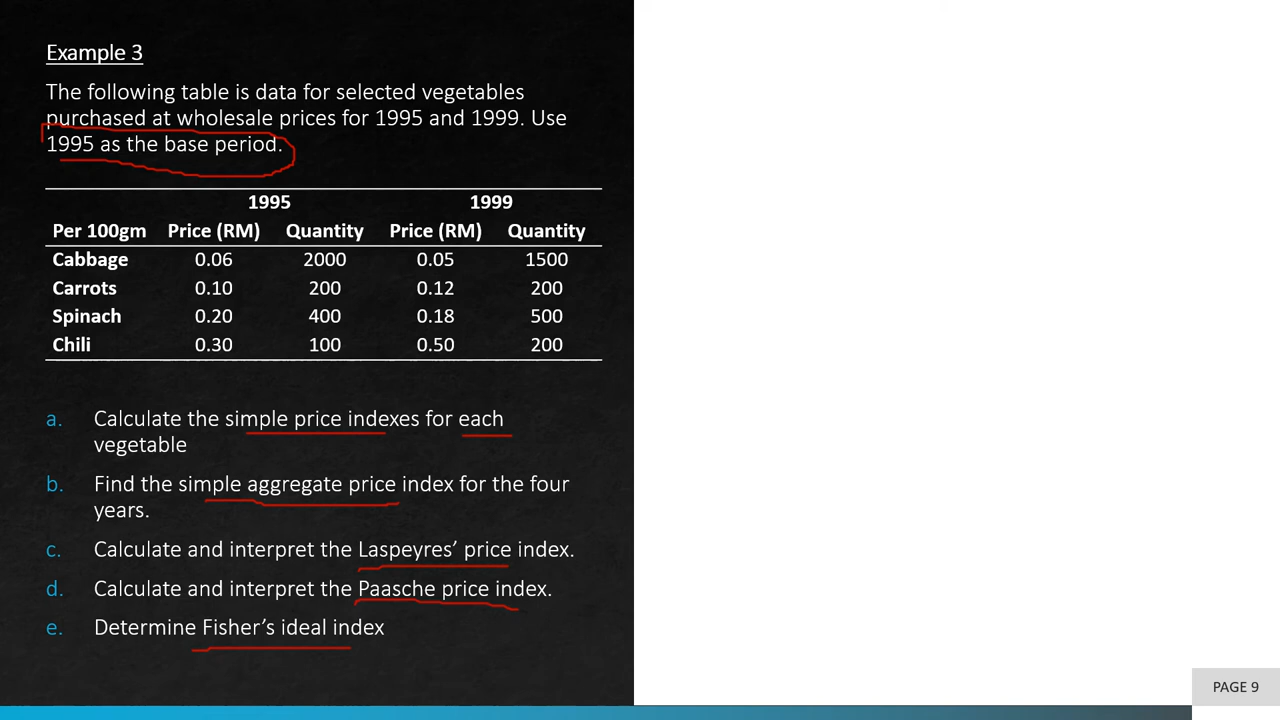 Example 3
The following table is data for selected vegetables
purchased at wholesale prices for 1995 and 1999. Use
1995 as the base period.
1995 1999
Per 100gm Price (RM) Quantity Price (RM) Quantity
Cabbage 0.06 2000 0.05 1500
Carrots 0.10 200 0.12 200
Spinach 0.20 400 0.18 500
Chili 0.30 100 0.50 200
a. Calculate the simple price indexes for each
vegetable
b. Find the simple aggregate price index for the four
years.
c. Calculate and interpret the Laspeyres’ price index.
d. Calculate and interpret the Paasche price index.
e. Determine Fisher’s ideal index
PAGE 9